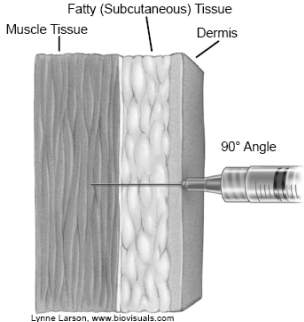 Fatty (Subcutaneous) Tissue
Muscle Tissue
Dermis
90° Angle
Lynne Larson, www.biovisuals.com